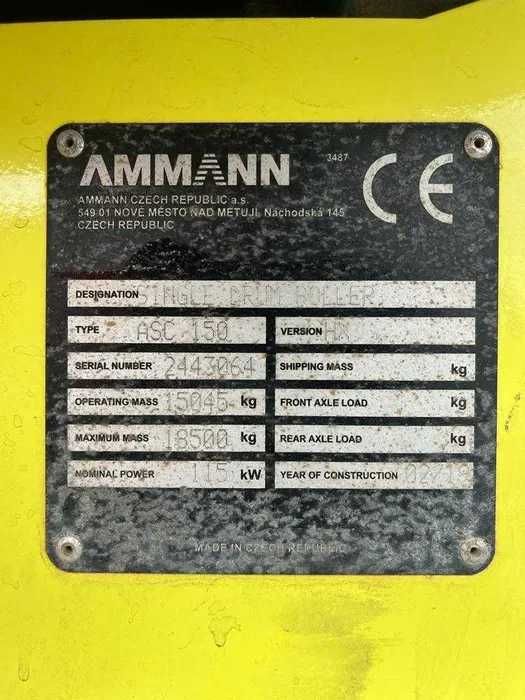 AMMANN
3487
CE
AMMANN CZECH REPUBLIC a.s.
549 01 NOVÉ MĚSTO NAD METUJÍ, Náchodská 145
CZECH REPUBLIC
DESIGNATION SINGLE DRUM ROLLER
TYPE ASC 150 VERSION HX
SERIAL NUMBER 2443064 SHIPPING MASS kg
OPERATING MASS 15045 kg FRONT AXLE LOAD kg
MAXIMUM MASS 18500 kg REAR AXLE LOAD kg
NOMINAL POWER 115 kW YEAR OF CONSTRUCTION
MADE IN CZECH REPUBLIC